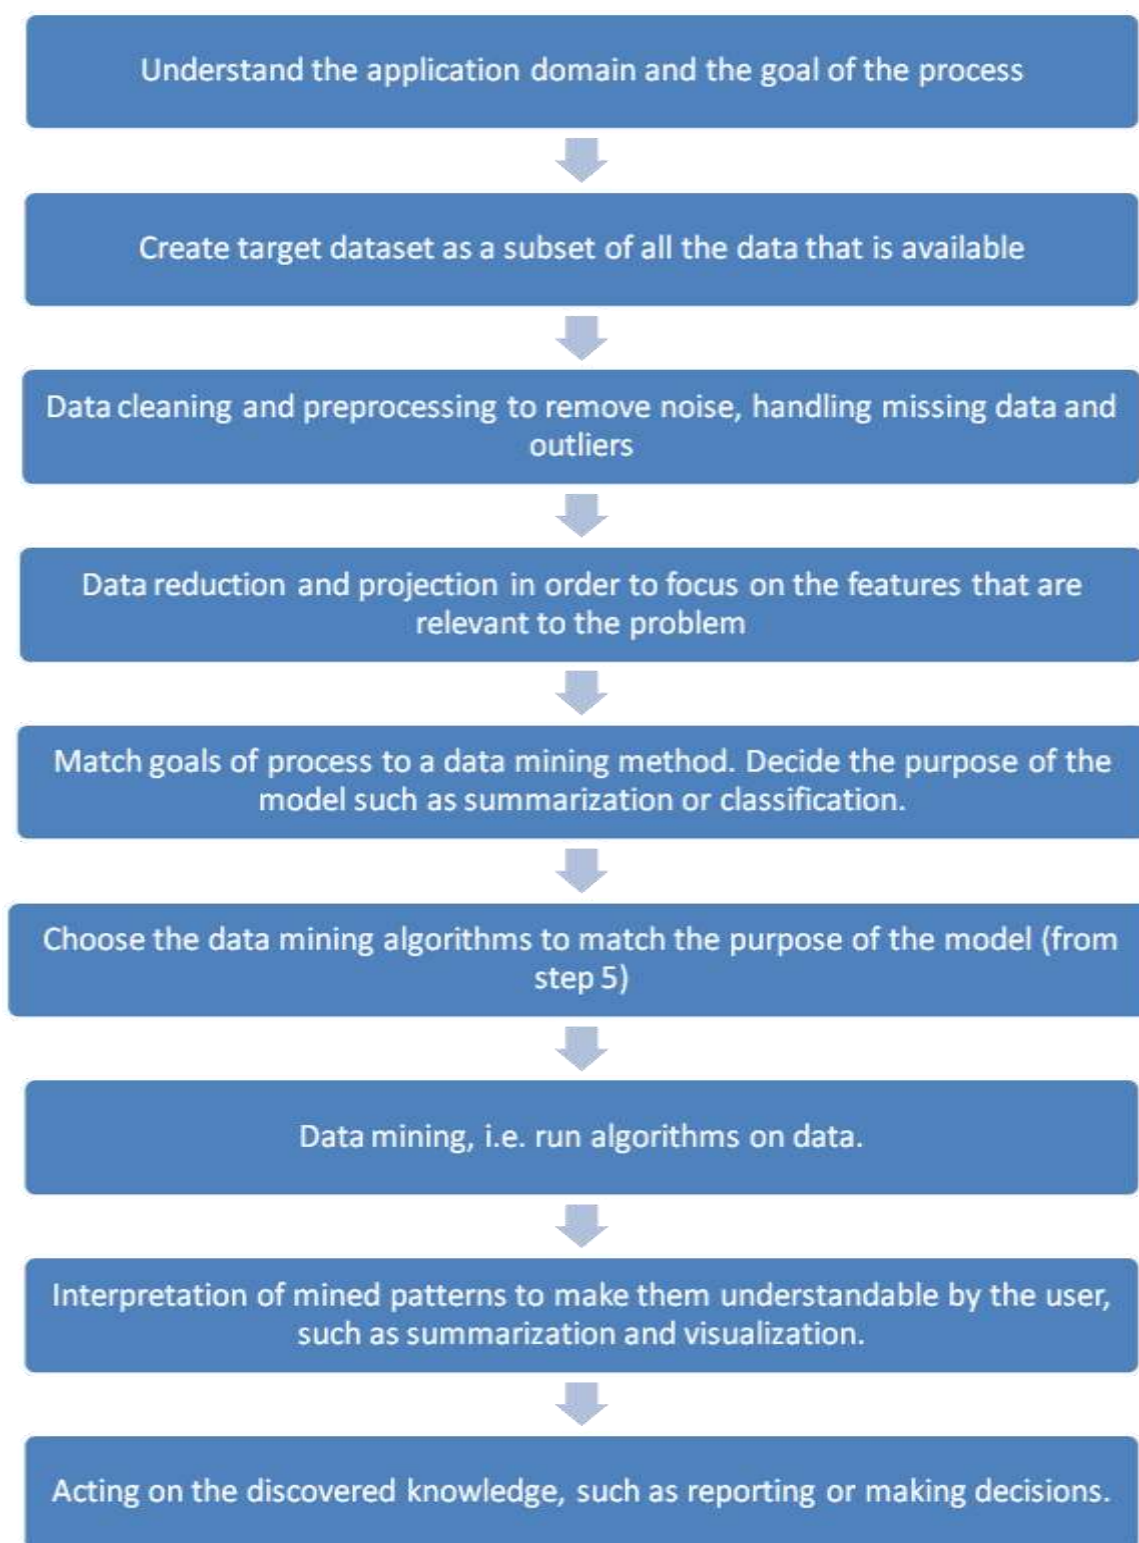 Understand the application domain and the goal of the process
Create target dataset as a subset of all the data that is available
Data cleaning and preprocessing to remove noise, handling missing data and
outliers
Data reduction and projection in order to focus on the features that are
relevant to the problem
Match goals of process to a data mining method. Decide the purpose of the
model such as summarization or classification.
Choose the data mining algorithms to match the purpose of the model (from
step 5)
Data mining, i.e. run algorithms on data.
Interpretation of mined patterns to make them understandable by the user,
such as summarization and visualization.
Acting on the discovered knowledge, such as reporting or making decisions.